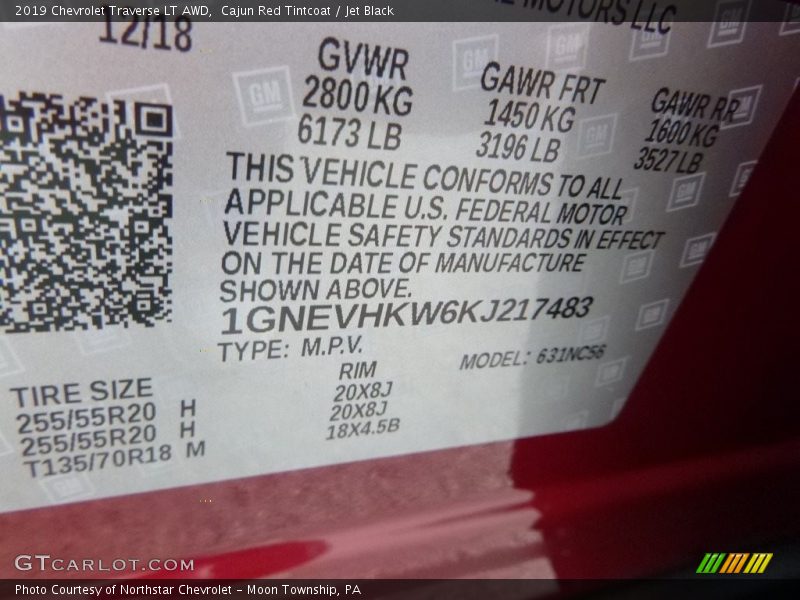 2019 Chevrolet Traverse LT AWD, Cajun Red Tintcoat / Jet Black
MOTORS LLC
12/18
GVWR
2800 KG
6173 LB
GAWR FRT
1450 KG
3196 LB
GAWR RR
1600 KG
3527 LB
THIS VEHICLE CONFORMS TO ALL
APPLICABLE U.S. FEDERAL MOTOR
VEHICLE SAFETY STANDARDS IN EFFECT
ON THE DATE OF MANUFACTURE
SHOWN ABOVE.
1GNEVHKW6KJ217483
TYPE: M.P.V.
MODEL: 631NC56
TIRE SIZE
255/55R20 H
255/55R20 H
T135/70R18 M
RIM
20X8J
20X8J
18X4.5B
GM
GTCARLOT.COM
Photo Courtesy of Northstar Chevrolet – Moon Township, PA